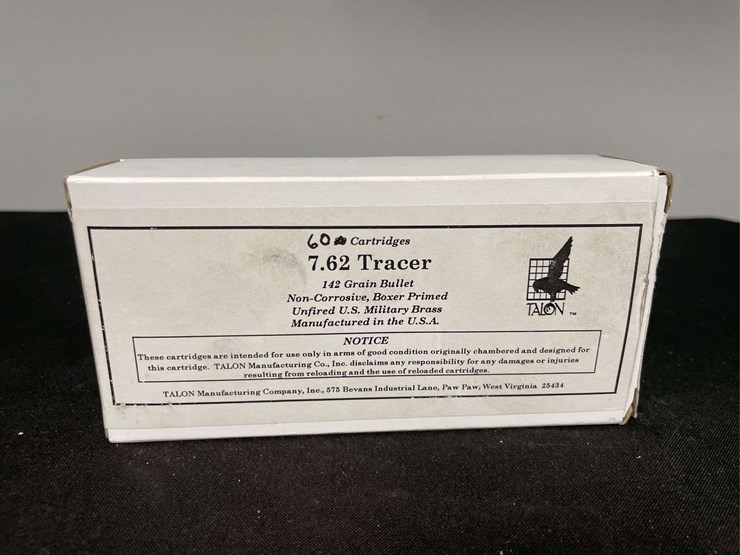 60 Cartridges
7.62 Tracer
142 Grain Bullet
Non-Corrosive, Boxer Primed
Unfired U.S. Military Brass
Manufactured in the U.S.A.
TALON ™
NOTICE
These cartridges are intended for use only in arms of good condition originally chambered and designed for
this cartridge. TALON Manufacturing Co., Inc. disclaims any responsibility for any damages or injuries
resulting from reloading and the use of reloaded cartridges.
TALON Manufacturing Company, Inc., 575 Bevans Industrial Lane, Paw Paw, West Virginia 25434